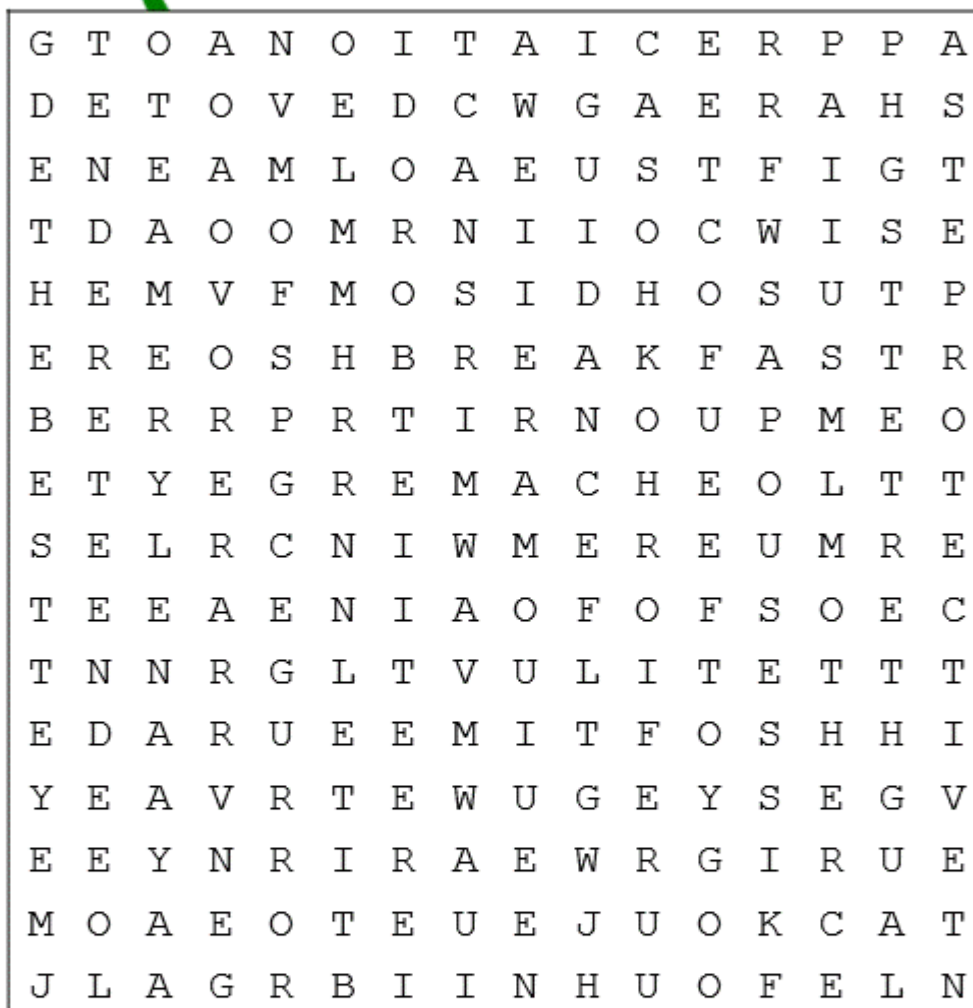 G T O A N O I T A I C E R P P A
D E T O V E D C W G A E R A H S
E N E A M L O A E U S T F I G T
T D A O O M R N I I O C W I S E
H E M V F M O S I D H O S U T P
E R E O S H B R E A K F A S T R
B E R R P R T I R N O U P M E O
E T Y E G R E M A C H E O L T T
S E L R C N I W M E R E U M R E
T E E A E N I A O F O F S O E C
T N N R G L T V U L I T E T T T
E D A R U E E M I T F O S H H I
Y E A V R T E W U G E Y S E G V
E E Y N R I R A E W R G I R U E
M O A E O T E U E J U O K C A T
J L A G R B I I N H U O F E L N